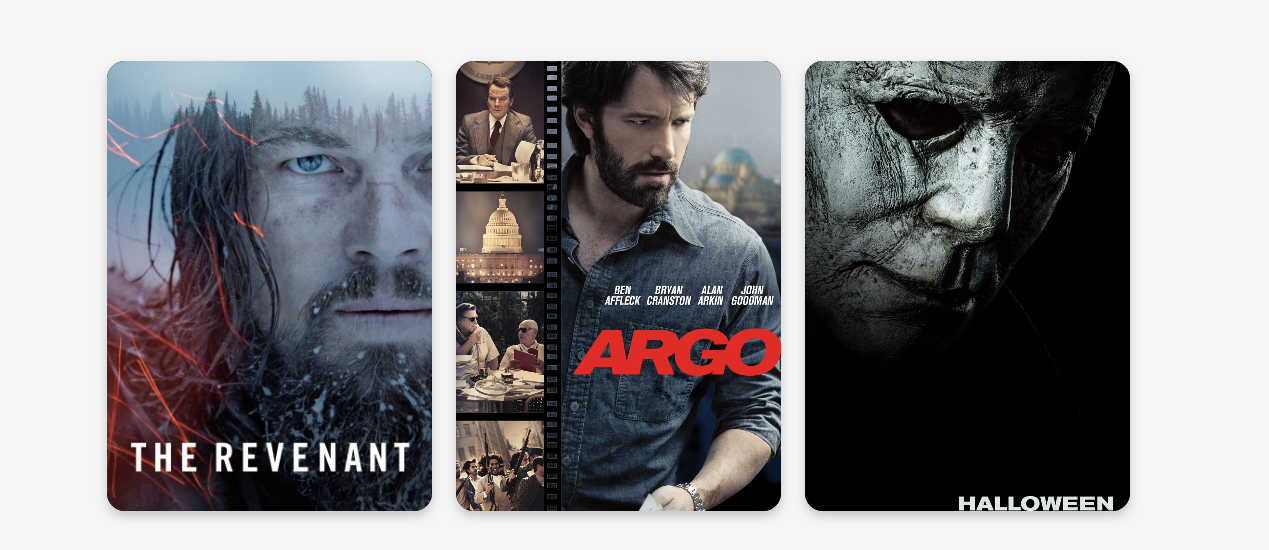 THE REVENANT
BEN BRYAN ALAN JOHN
AFFLECK CRANSTON ARKIN GOODMAN
ARGO
HALLOWEEN